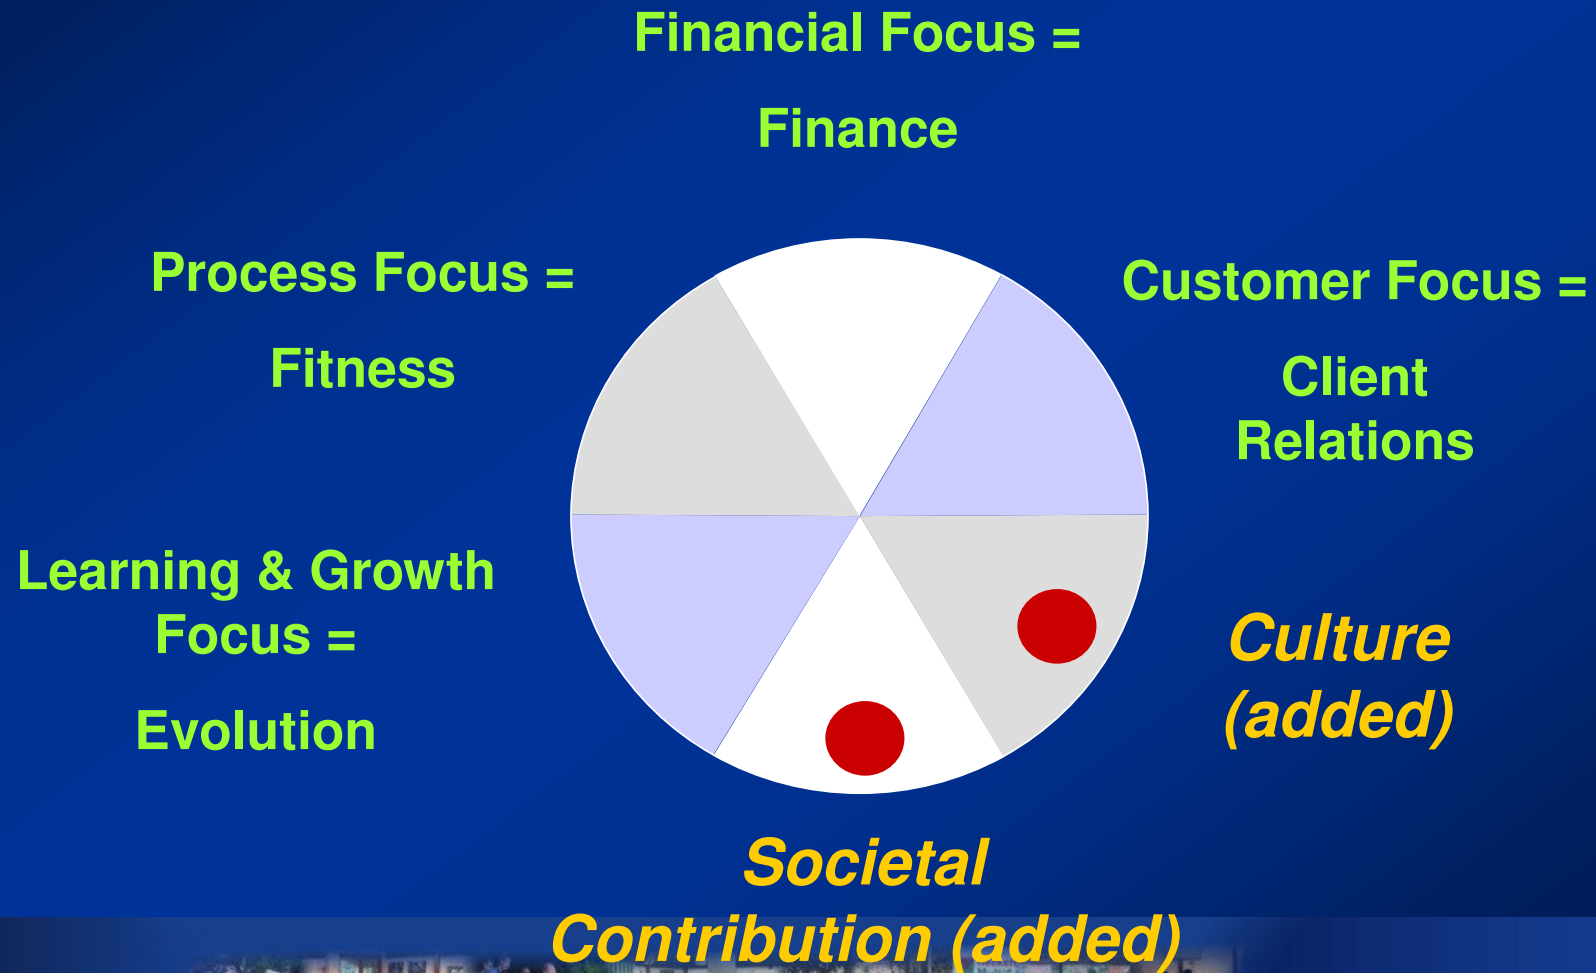 Financial Focus =
Finance
Process Focus =
Fitness
Customer Focus =
Client
Relations
Learning & Growth
Focus =
Evolution
Culture
(added)
Societal
Contribution (added)